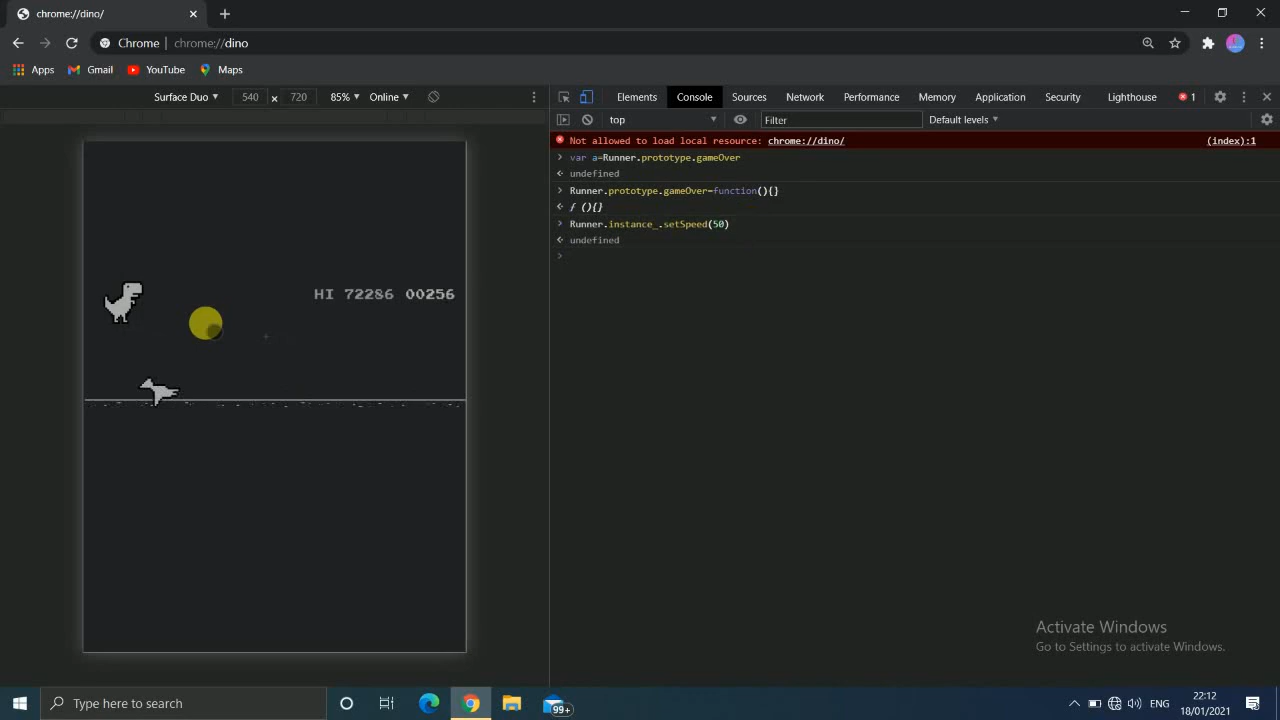 chrome://dino/
Chrome | chrome://dino
Apps Gmail YouTube Maps
Surface Duo 540 x 720 85% Online
Elements Console Sources Network Performance Memory Application Security Lighthouse 1
top Filter Default levels
Not allowed to load local resource: chrome://dino/ (index):1
var a=Runner.prototype.gameOver
undefined
Runner.prototype.gameOver=function(){}
ƒ (){}
Runner.instance_.setSpeed(50)
undefined
HI 72286 00256
Activate Windows
Go to Settings to activate Windows.
Type here to search
99+
ENG
22:12
18/01/2021